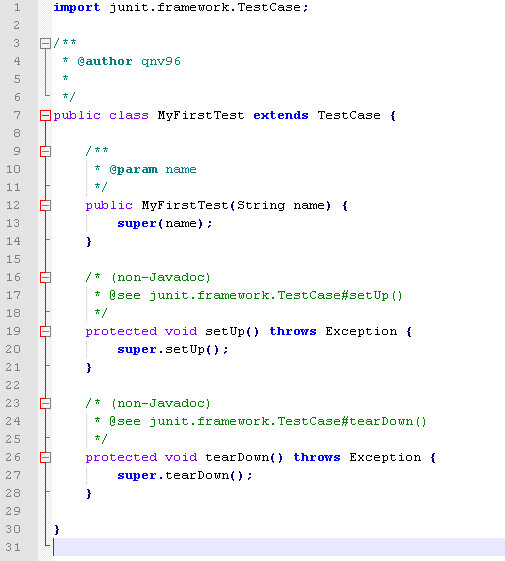 1 import junit.framework.TestCase;
2
3 /**
4  * @author qnv96
5  *
6  */
7 public class MyFirstTest extends TestCase {
8
9     /**
10      * @param name
11      */
12     public MyFirstTest(String name) {
13         super(name);
14     }
15
16     /* (non-Javadoc)
17      * @see junit.framework.TestCase#setUp()
18      */
19     protected void setUp() throws Exception {
20         super.setUp();
21     }
22
23     /* (non-Javadoc)
24      * @see junit.framework.TestCase#tearDown()
25      */
26     protected void tearDown() throws Exception {
27         super.tearDown();
28     }
29
30 }
31